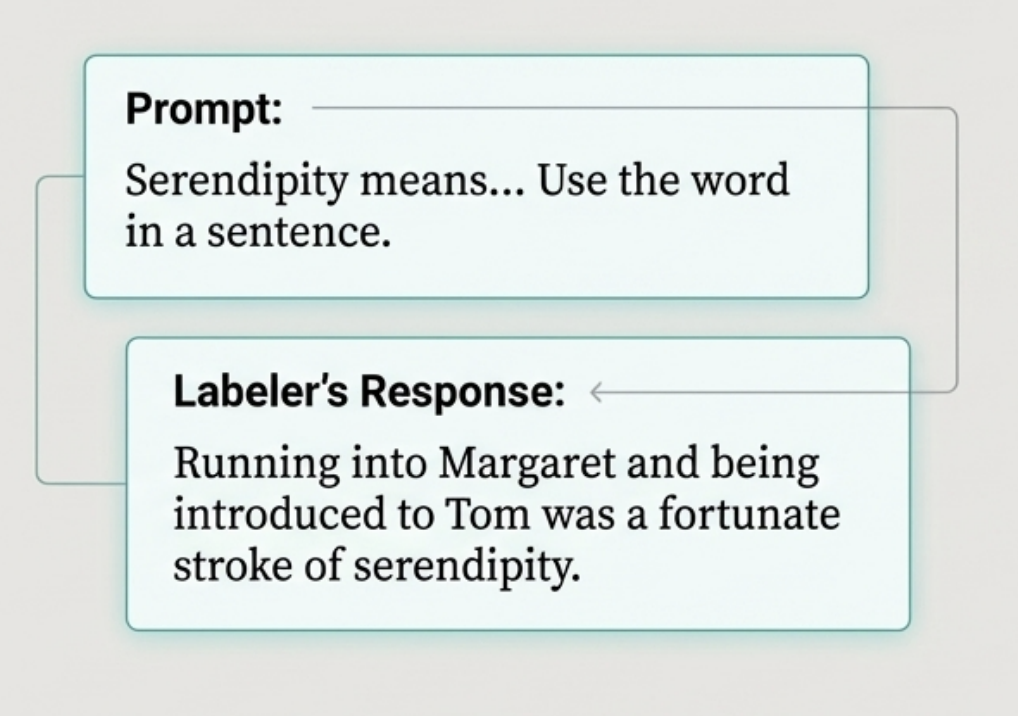 Prompt:
Serendipity means... Use the word
in a sentence.
Labeler's Response:
Running into Margaret and being
introduced to Tom was a fortunate
stroke of serendipity.